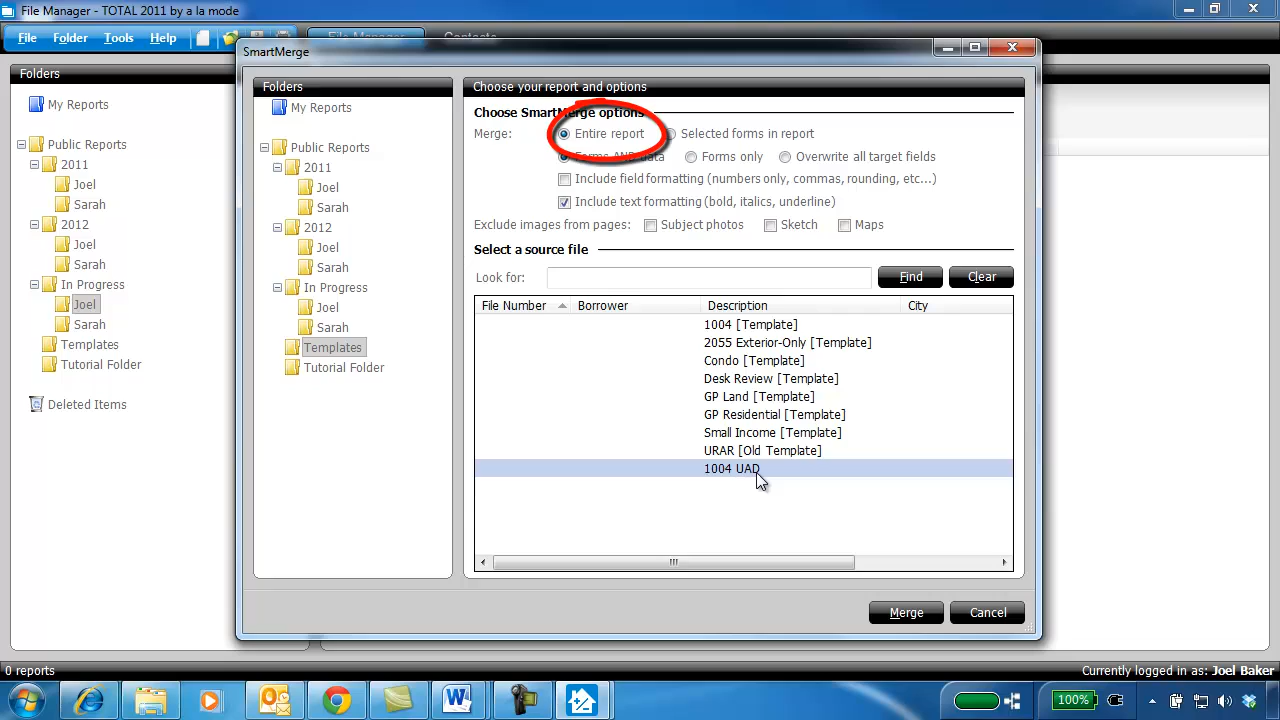 File Manager - TOTAL 2011 by a la mode
File Folder Tools Help File Manager Contacts
Folders
My Reports
Public Reports
2011
Joel
Sarah
2012
Joel
Sarah
In Progress
Joel
Sarah
Templates
Tutorial Folder
Deleted Items
SmartMerge
Folders
My Reports
Public Reports
2011
Joel
Sarah
2012
Joel
Sarah
In Progress
Joel
Sarah
Templates
Tutorial Folder
Choose your report and options
Choose SmartMerge options
Merge: Entire report Selected forms in report
Forms AND data Forms only Overwrite all target fields
Include field formatting (numbers only, commas, rounding, etc...)
Include text formatting (bold, italics, underline)
Exclude images from pages: Subject photos Sketch Maps
Select a source file
Look for: Find Clear
File Number Borrower Description City
1004 [Template]
2055 Exterior-Only [Template]
Condo [Template]
Desk Review [Template]
GP Land [Template]
GP Residential [Template]
Small Income [Template]
URAR [Old Template]
1004 UAD
Merge Cancel
0 reports Currently logged in as: Joel Baker
100%